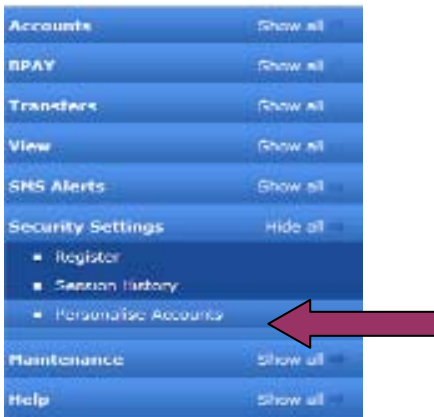 Accounts Show all
BPAY Show all
Transfers Show all
View Show all
SMS Alerts Show all
Security Settings Hide all
Register
Session History
Personalise Accounts
Maintenance Show all
Help Show all